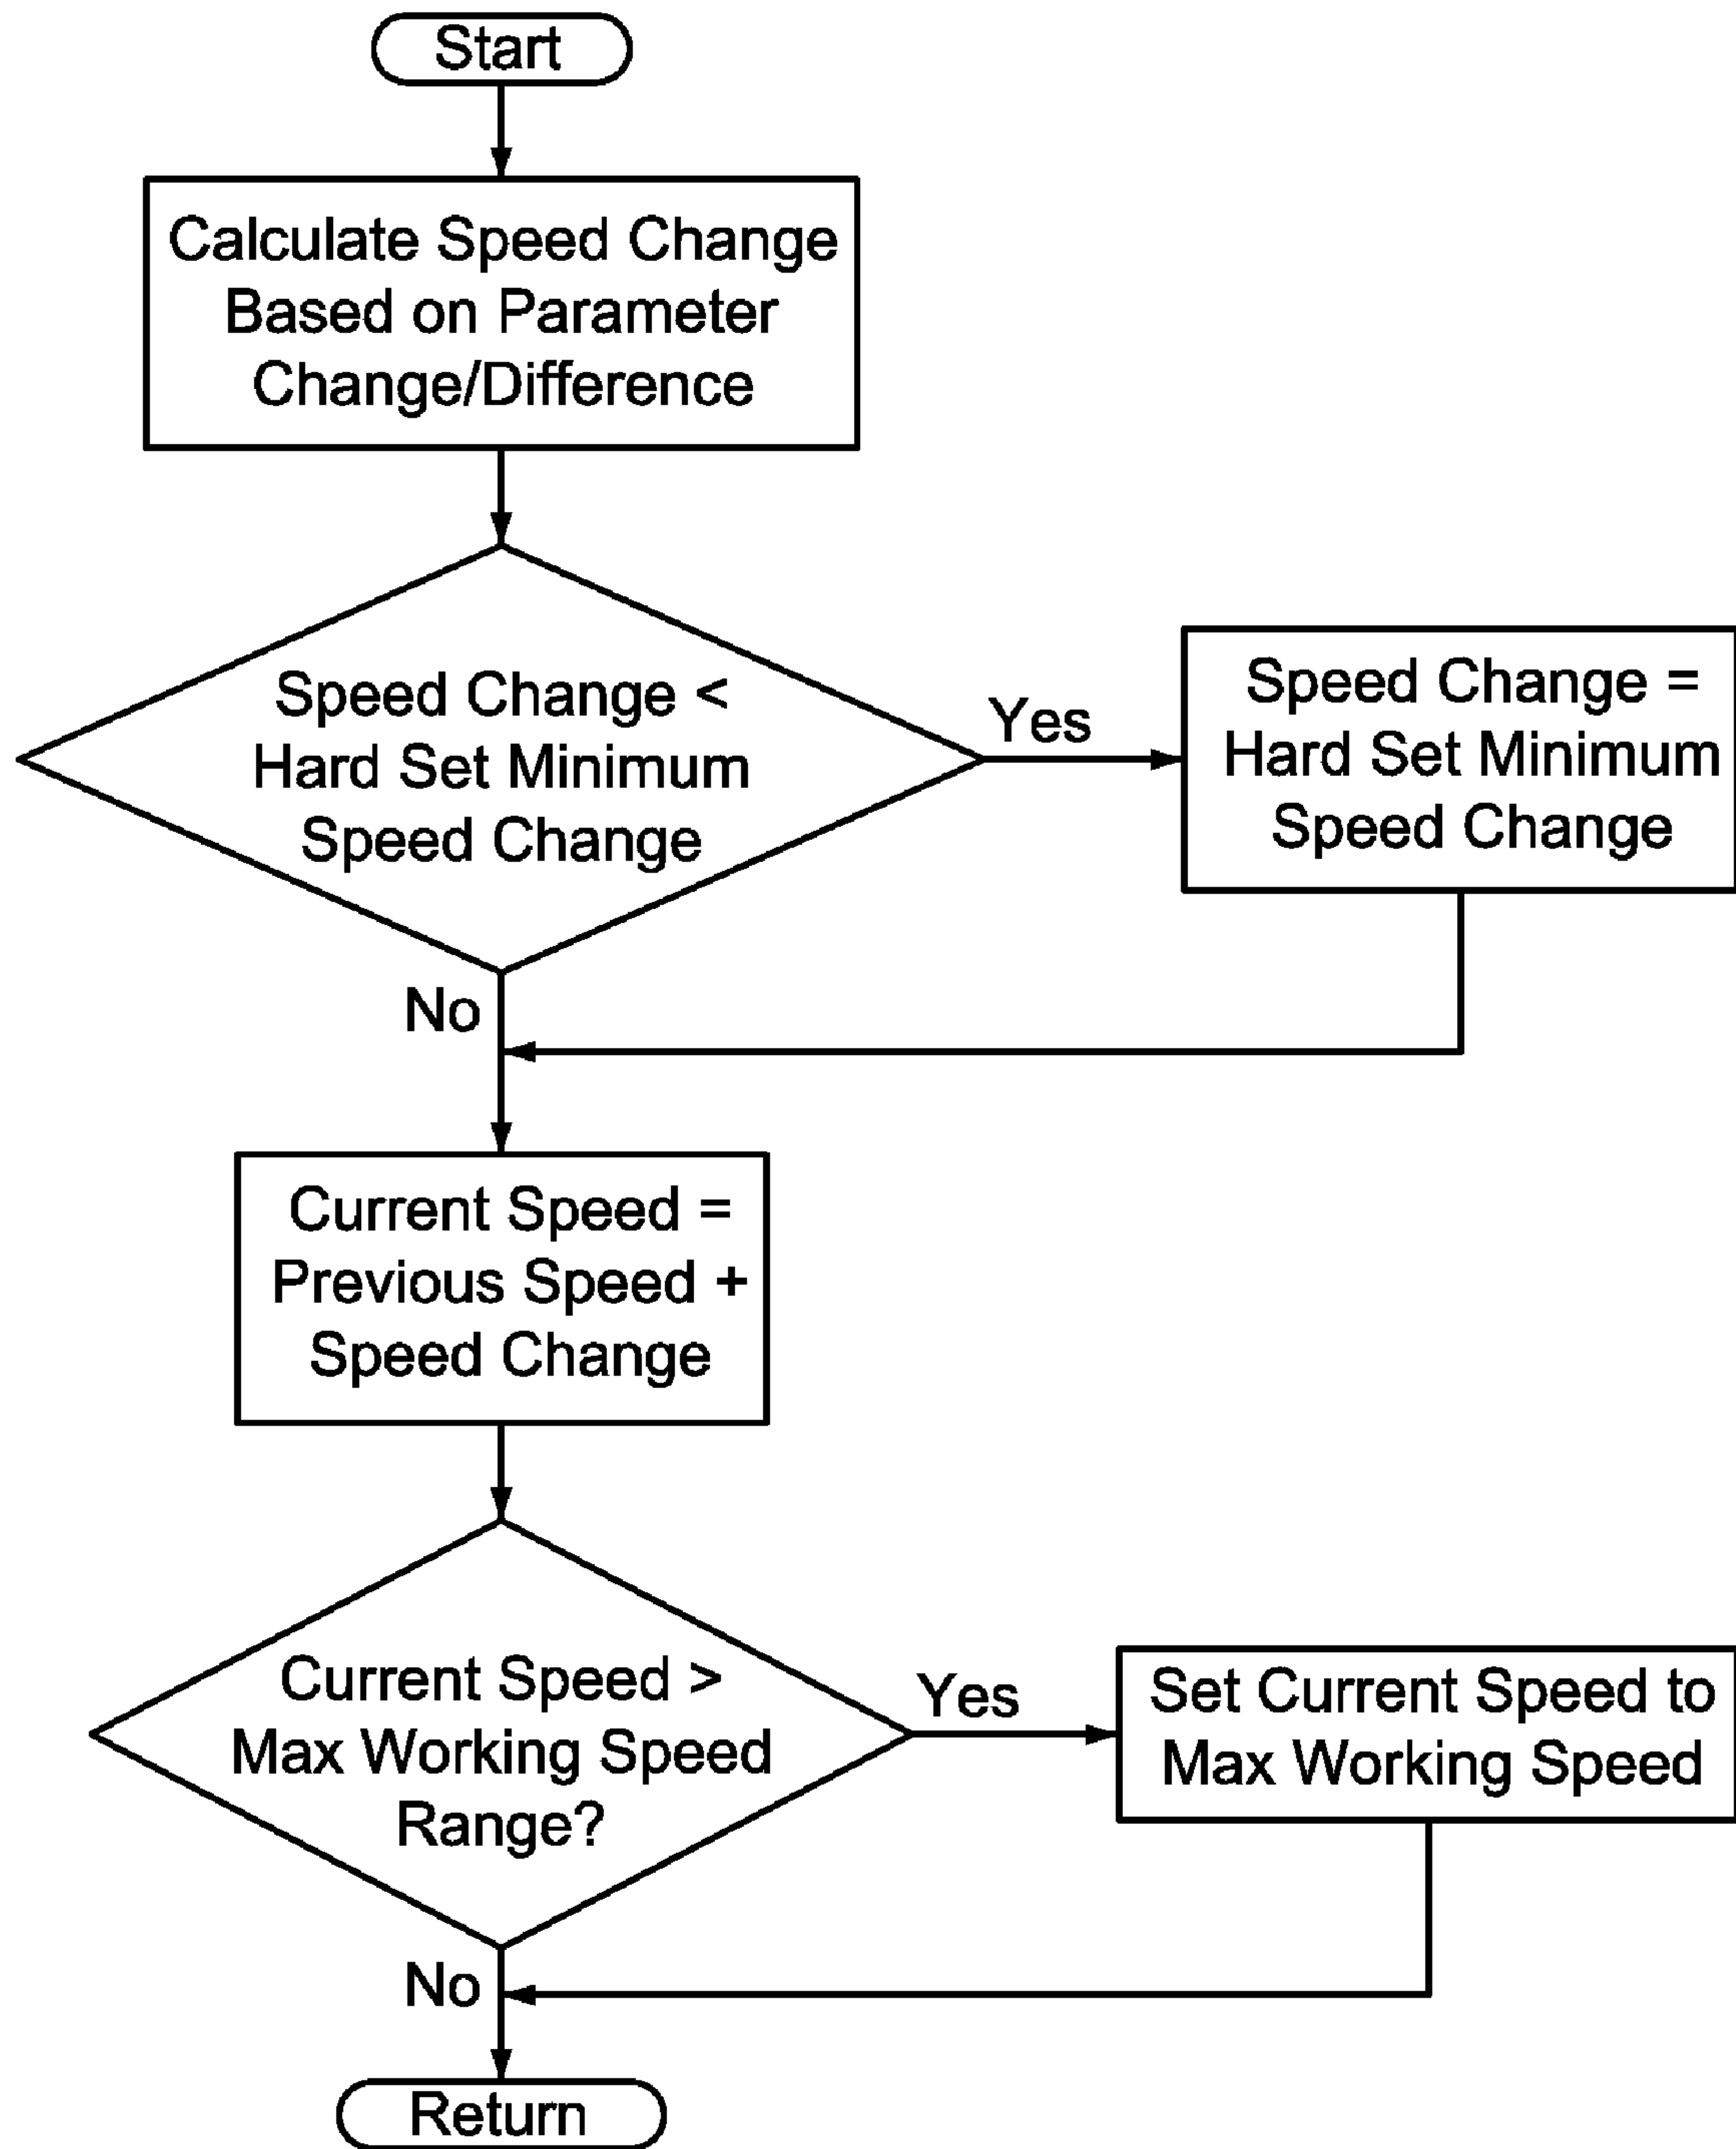 Start
Calculate Speed Change
Based on Parameter
Change/Difference
Speed Change <
Hard Set Minimum
Speed Change
Yes
Speed Change =
Hard Set Minimum
Speed Change
No
Current Speed =
Previous Speed +
Speed Change
Current Speed >
Max Working Speed
Range?
Yes
Set Current Speed to
Max Working Speed
No
Return